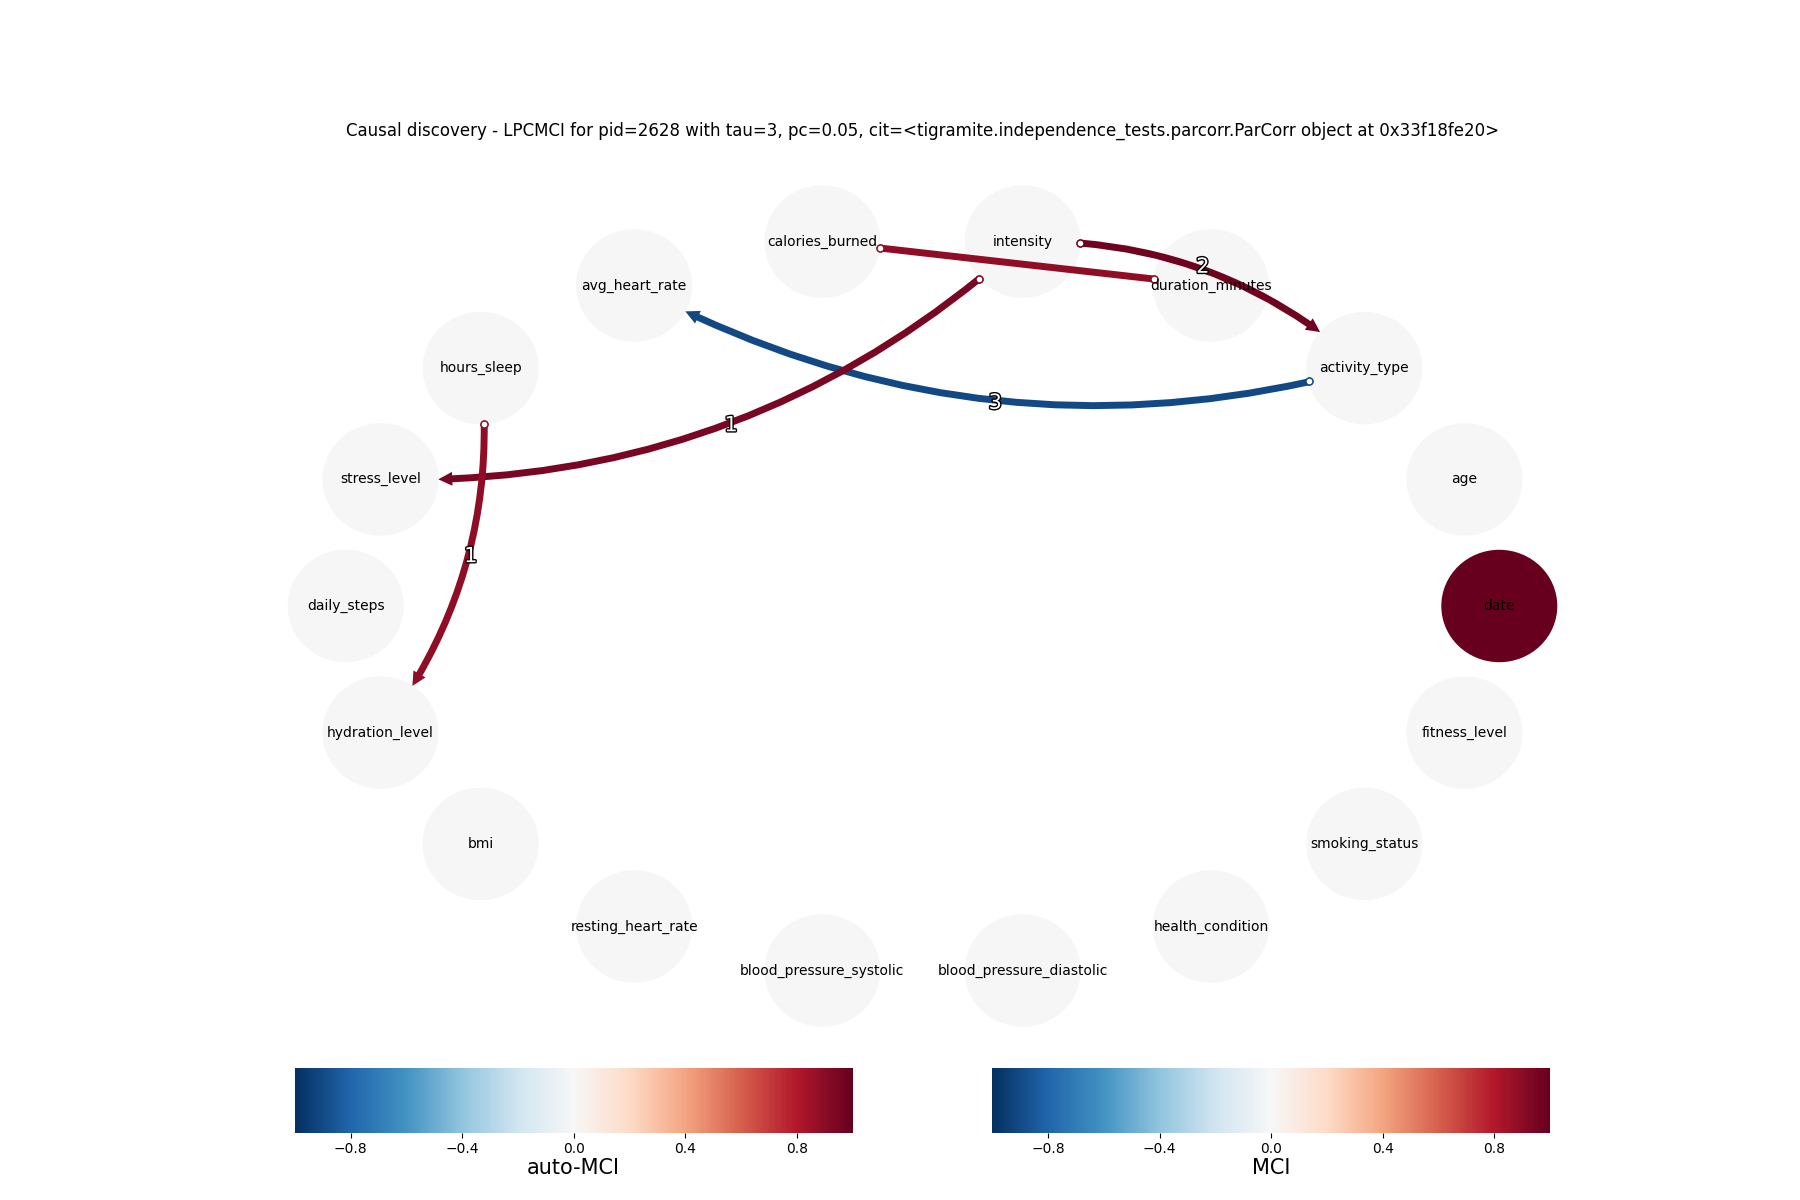 Causal discovery - LPCMCI for pid=2628 with tau=3, pc=0.05, cit=<tigramite.independence_tests.parcorr.ParCorr object at 0x33f18fe20>
calories_burned
intensity
2
avg_heart_rate
duration_minutes
hours_sleep
activity_type
3
1
stress_level
age
1
daily_steps
date
hydration_level
fitness_level
bmi
smoking_status
resting_heart_rate
health_condition
blood_pressure_systolic
blood_pressure_diastolic
−0.8 −0.4 0.0 0.4 0.8
auto-MCI
−0.8 −0.4 0.0 0.4 0.8
MCI